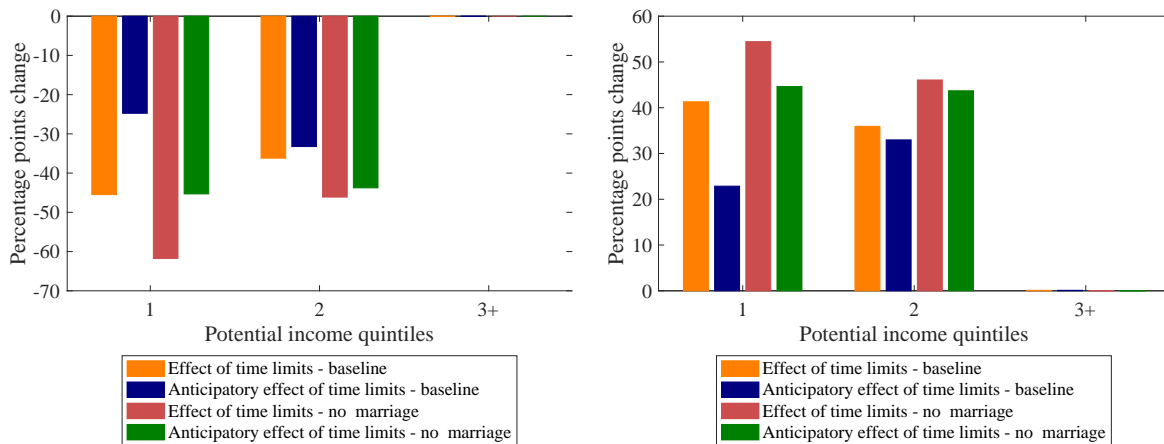 Percentage points change
0
-10
-20
-30
-40
-50
-60
-70
1 2 3+
Potential income quintiles
Effect of time limits - baseline
Anticipatory effect of time limits - baseline
Effect of time limits - no marriage
Anticipatory effect of time limits - no marriage
Percentage points change
60
50
40
30
20
10
0
1 2 3+
Potential income quintiles
Effect of time limits - baseline
Anticipatory effect of time limits - baseline
Effect of time limits - no marriage
Anticipatory effect of time limits - no marriage